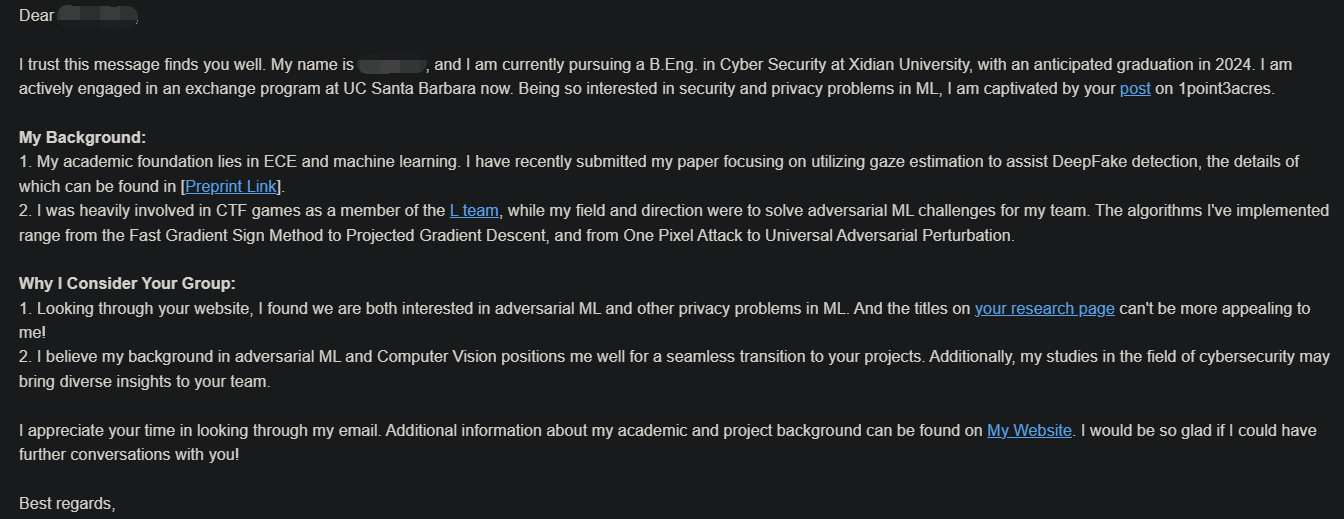 Dear
I trust this message finds you well. My name is , and I am currently pursuing a B.Eng. in Cyber Security at Xidian University, with an anticipated graduation in 2024. I am
actively engaged in an exchange program at UC Santa Barbara now. Being so interested in security and privacy problems in ML, I am captivated by your post on 1point3acres.
My Background:
1. My academic foundation lies in ECE and machine learning. I have recently submitted my paper focusing on utilizing gaze estimation to assist DeepFake detection, the details of
which can be found in [Preprint Link].
2. I was heavily involved in CTF games as a member of the L team, while my field and direction were to solve adversarial ML challenges for my team. The algorithms I've implemented
range from the Fast Gradient Sign Method to Projected Gradient Descent, and from One Pixel Attack to Universal Adversarial Perturbation.
Why I Consider Your Group:
1. Looking through your website, I found we are both interested in adversarial ML and other privacy problems in ML. And the titles on your research page can't be more appealing to
me!
2. I believe my background in adversarial ML and Computer Vision positions me well for a seamless transition to your projects. Additionally, my studies in the field of cybersecurity may
bring diverse insights to your team.
I appreciate your time in looking through my email. Additional information about my academic and project background can be found on My Website. I would be so glad if I could have
further conversations with you!
Best regards,